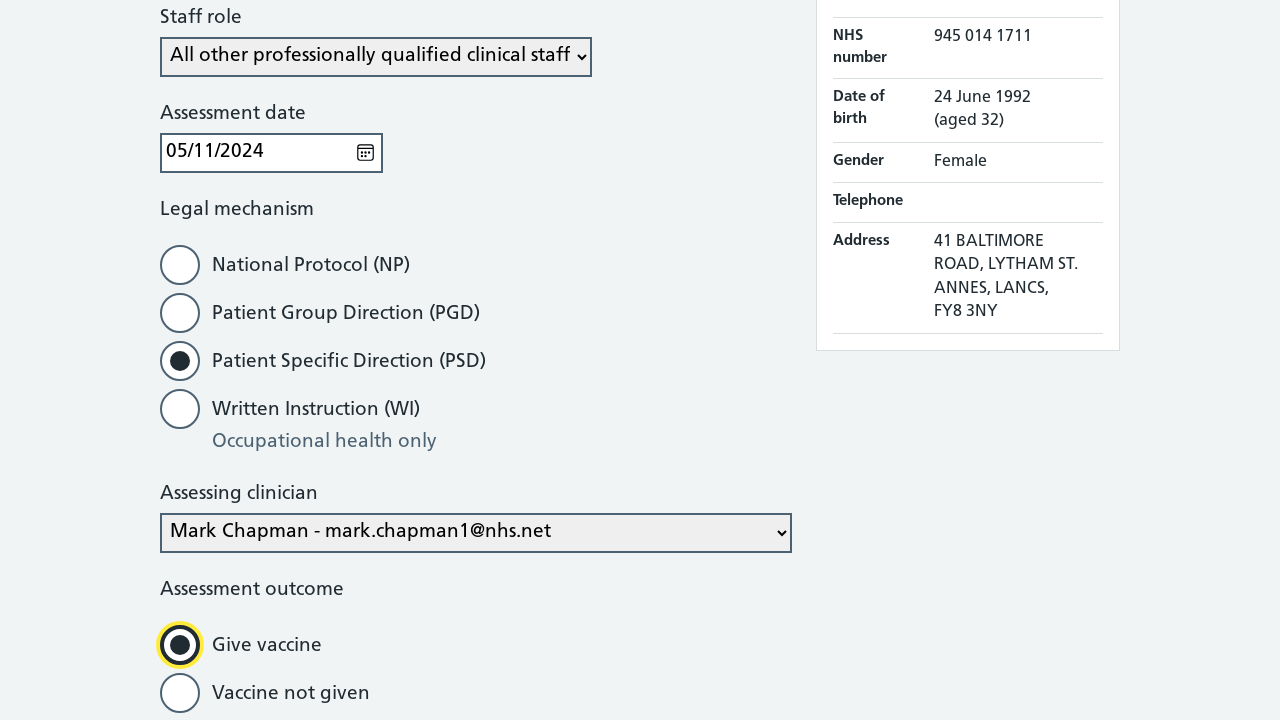 Staff role
All other professionally qualified clinical staff
Assessment date
05/11/2024
Legal mechanism
National Protocol (NP)
Patient Group Direction (PGD)
Patient Specific Direction (PSD)
Written Instruction (WI)
Occupational health only
Assessing clinician
Mark Chapman - mark.chapman1@nhs.net
Assessment outcome
Give vaccine
Vaccine not given
NHS
number
945 014 1711
Date of
birth
24 June 1992
(aged 32)
Gender
Female
Telephone
Address
41 BALTIMORE
ROAD, LYTHAM ST.
ANNES, LANCS,
FY8 3NY